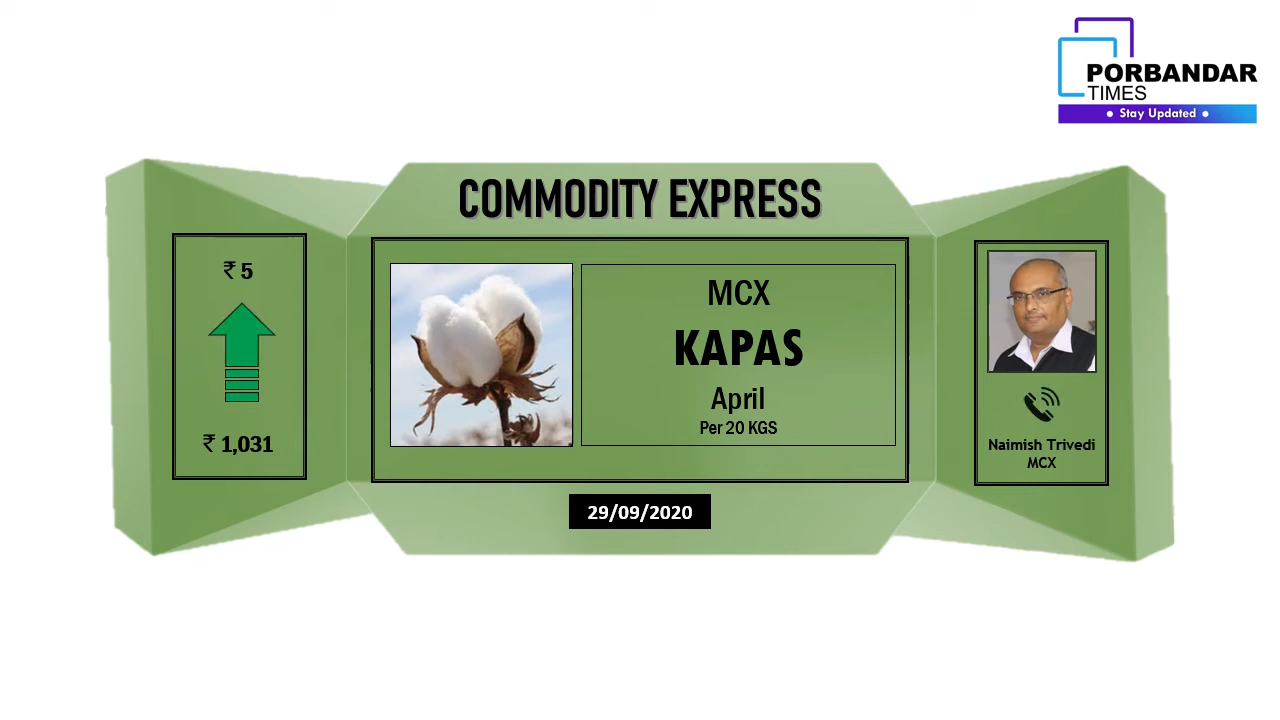 PORBANDAR
TIMES
• Stay Updated •
COMMODITY EXPRESS
₹ 5
₹ 1,031
MCX
KAPAS
April
Per 20 KGS
Naimish Trivedi
MCX
29/09/2020